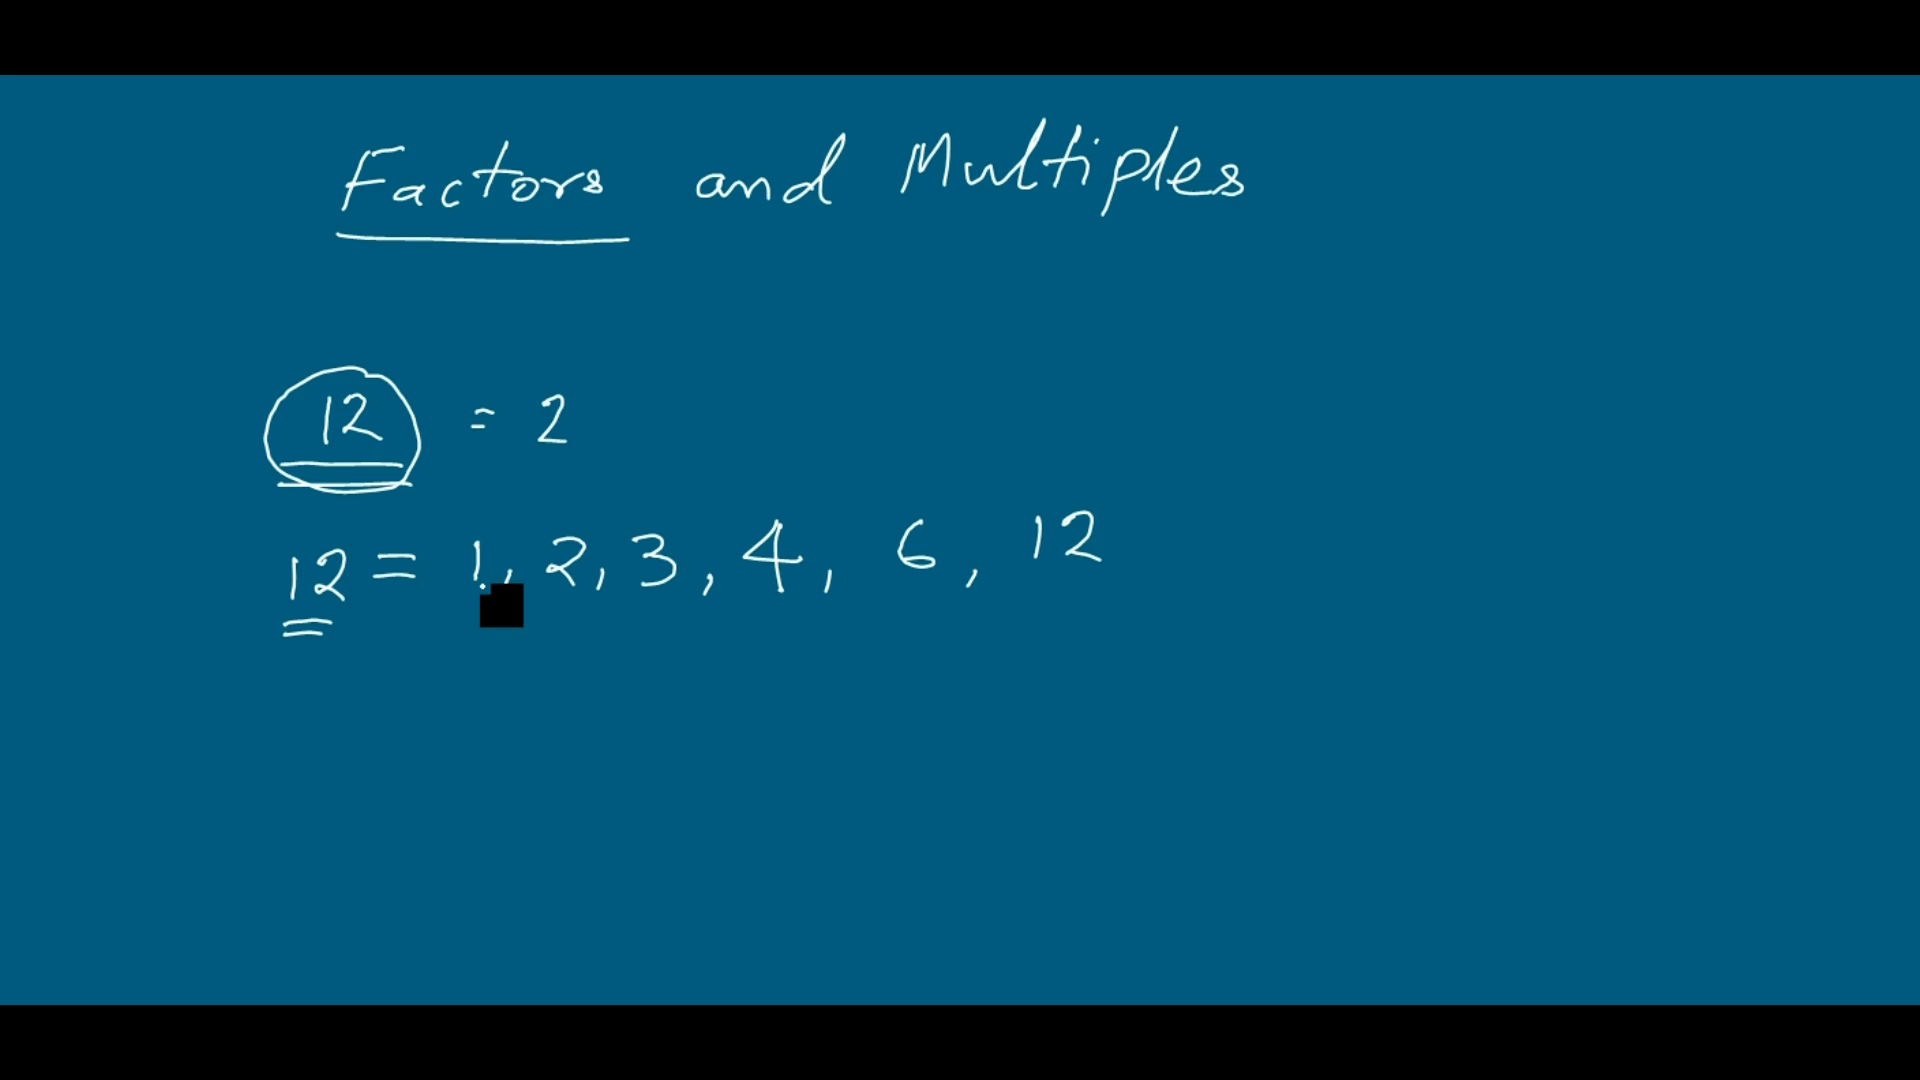 Factors and Multiples
12 = 2
12 = 1, 2, 3, 4, 6, 12